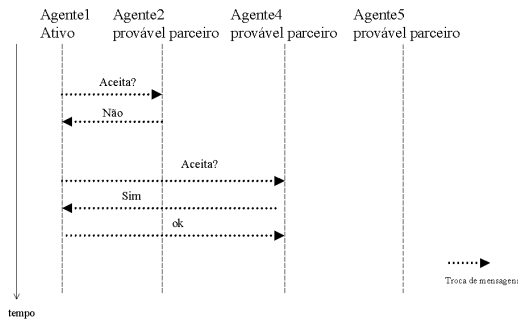 Agente1 Agente2 Agente4 Agente5
Ativo provável parceiro provável parceiro provável parceiro
Aceita?
Não
Aceita?
Sim
ok
Troca de mensagens
tempo